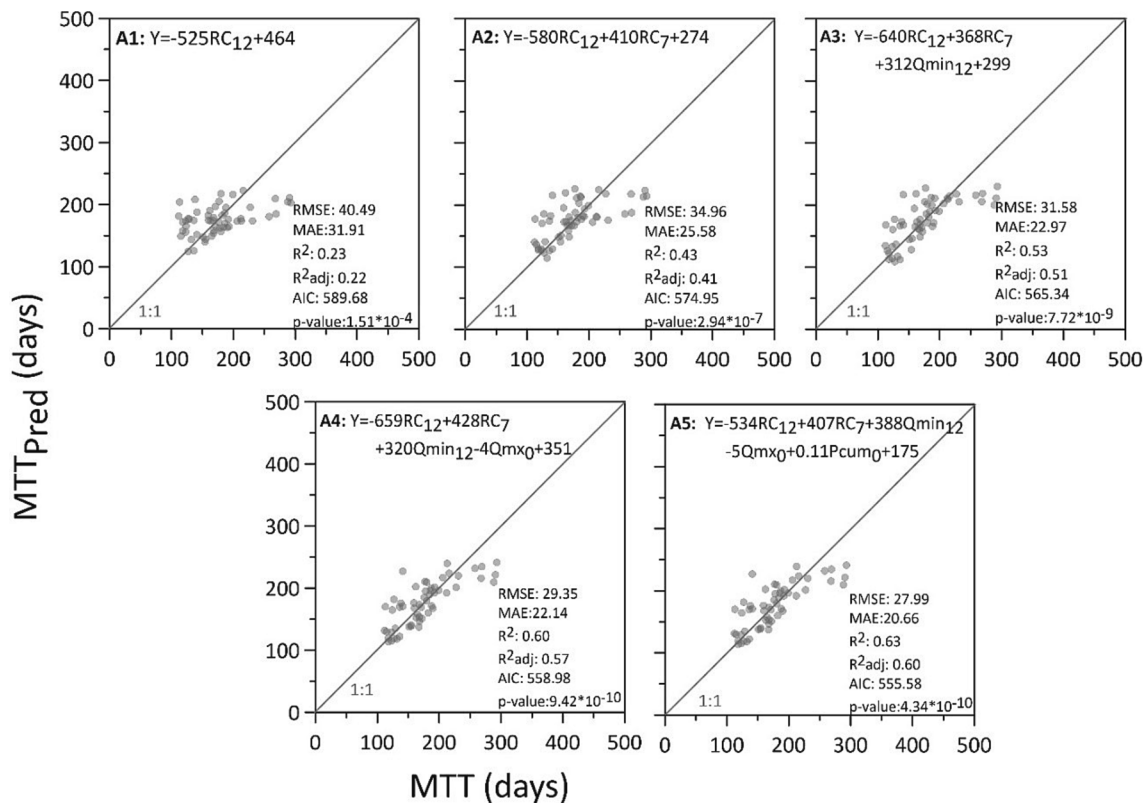 MTTPred (days)
500
400
300
200
100
0
A1: Y=-525RC12+464
RMSE: 40.49
MAE:31.91
R2: 0.23
R2adj: 0.22
AIC: 589.68
p-value:1.51*10-4
1:1
0 100 200 300 400 500
A2: Y=-580RC12+410RC7+274
RMSE: 34.96
MAE:25.58
R2: 0.43
R2adj: 0.41
AIC: 574.95
p-value:2.94*10-7
1:1
0 100 200 300 400 500
A3: Y=-640RC12+368RC7
+312Qmin12+299
RMSE: 31.58
MAE:22.97
R2: 0.53
R2adj: 0.51
AIC: 565.34
p-value:7.72*10-9
1:1
0 100 200 300 400 500
500
400
300
200
100
0
A4: Y=-659RC12+428RC7
+320Qmin12-4Qmx0+351
RMSE: 29.35
MAE:22.14
R2: 0.60
R2adj: 0.57
AIC: 558.98
p-value:9.42*10-10
1:1
0 100 200 300 400 500
A5: Y=-534RC12+407RC7+388Qmin12
-5Qmx0+0.11Pcum0+175
RMSE: 27.99
MAE: 20.66
R2: 0.63
R2adj: 0.60
AIC: 555.58
p-value:4.34*10-10
1:1
0 100 200 300 400 500
MTT (days)